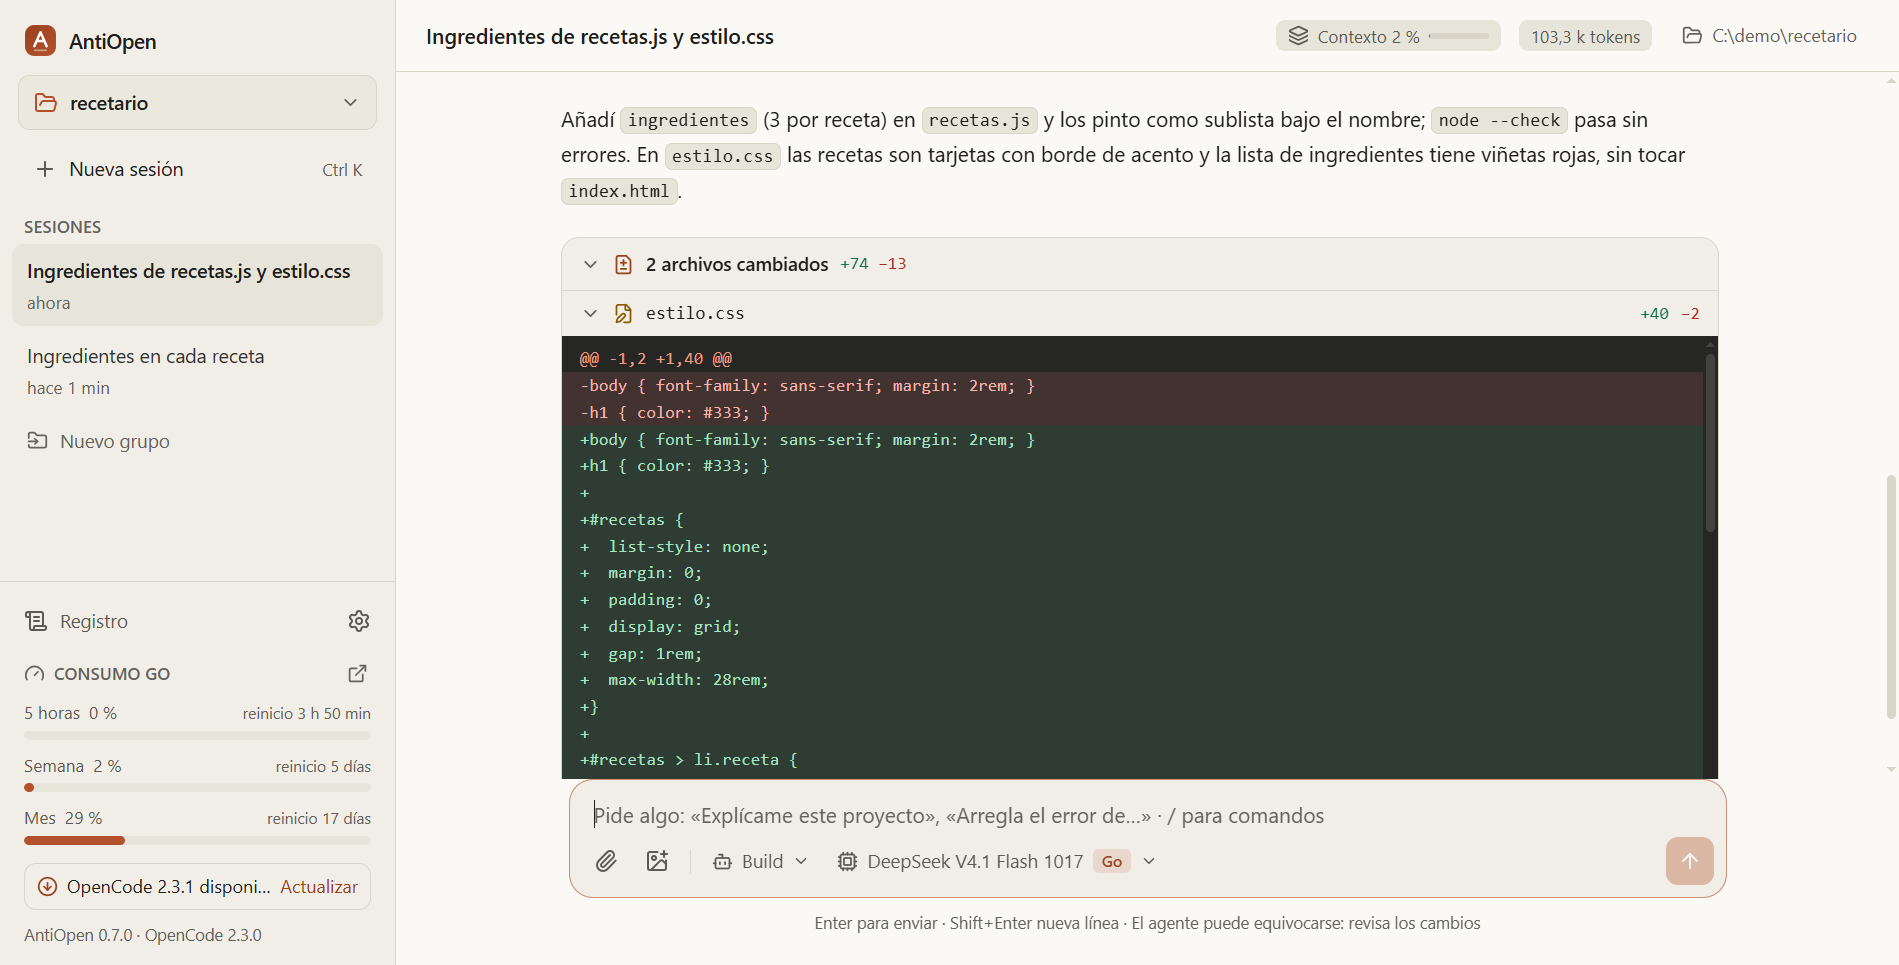 AntiOpen
recetario
Nueva sesión Ctrl K
SESIONES
Ingredientes de recetas.js y estilo.css
ahora
Ingredientes en cada receta
hace 1 min
Nuevo grupo
Registro
CONSUMO GO
5 horas 0 % reinicio 3 h 50 min
Semana 2 % reinicio 5 días
Mes 29 % reinicio 17 días
OpenCode 2.3.1 disponi... Actualizar
AntiOpen 0.7.0 · OpenCode 2.3.0
Ingredientes de recetas.js y estilo.css Contexto 2 % 103,3 k tokens C:\demo\recetario
Añadí ingredientes (3 por receta) en recetas.js y los pinto como sublista bajo el nombre; node --check pasa sin
errores. En estilo.css las recetas son tarjetas con borde de acento y la lista de ingredientes tiene viñetas rojas, sin tocar
index.html.
2 archivos cambiados +74 −13
estilo.css +40 −2
@@ -1,2 +1,40 @@
-body { font-family: sans-serif; margin: 2rem; }
-h1 { color: #333; }
+body { font-family: sans-serif; margin: 2rem; }
+h1 { color: #333; }
+
+#recetas {
+  list-style: none;
+  margin: 0;
+  padding: 0;
+  display: grid;
+  gap: 1rem;
+  max-width: 28rem;
+}
+
+#recetas > li.receta {
Pide algo: «Explícame este proyecto», «Arregla el error de...» · / para comandos
Build DeepSeek V4.1 Flash 1017 Go
Enter para enviar · Shift+Enter nueva línea · El agente puede equivocarse: revisa los cambios